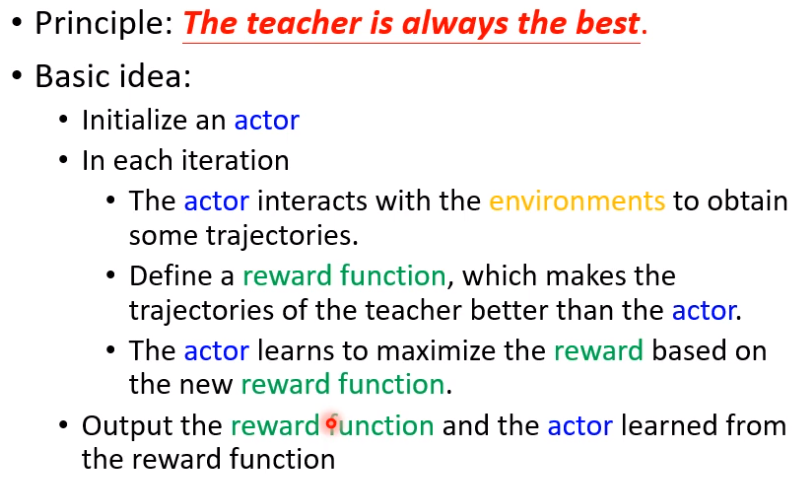 • Principle: The teacher is always the best.
• Basic idea:
• Initialize an actor
• In each iteration
• The actor interacts with the environments to obtain
some trajectories.
• Define a reward function, which makes the
trajectories of the teacher better than the actor.
• The actor learns to maximize the reward based on
the new reward function.
• Output the reward function and the actor learned from
the reward function